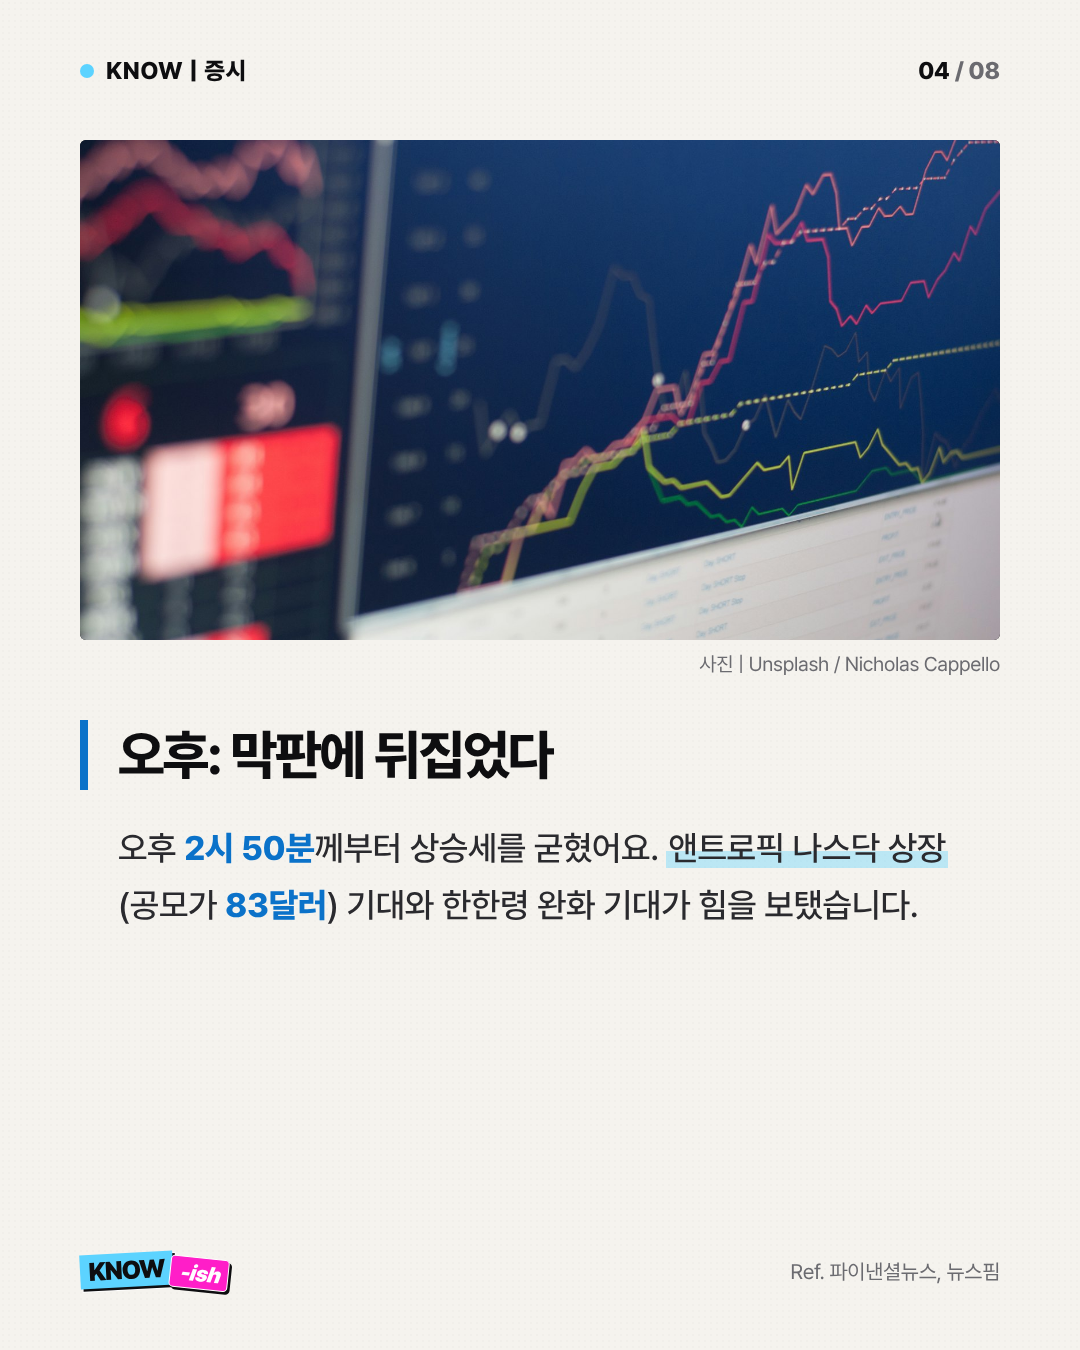 KNOW | 증시
04 / 08
사진 | Unsplash / Nicholas Cappello
오후: 막판에 뒤집었다
오후 2시 50분께부터 상승세를 굳혔어요. 앤트로픽 나스닥 상장
(공모가 83달러) 기대와 한한령 완화 기대가 힘을 보탰습니다.
KNOW -ish
Ref. 파이낸셜뉴스, 뉴스핌